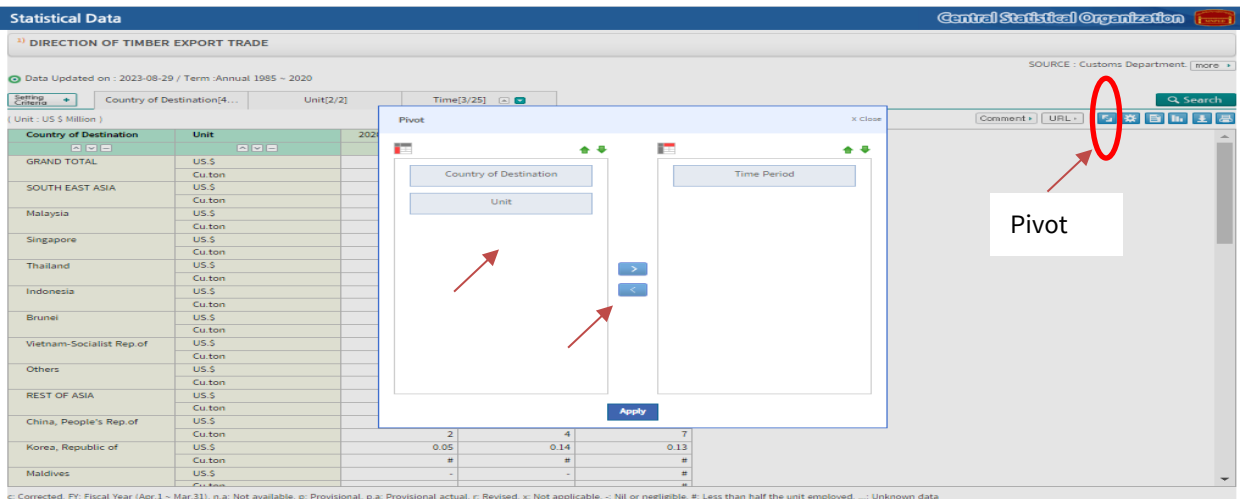 Statistical Data
Central Statistical Organization
1) DIRECTION OF TIMBER EXPORT TRADE
SOURCE : Customs Department. more
Data Updated on : 2023-08-29 / Term :Annual 1985 ~ 2020
Setting Criteria +
Country of Destination[4...
Unit[2/2]
Time[3/25]
Search
( Unit : US $ Million )
Comment
URL
Country of Destination Unit 202
GRAND TOTAL US.$
Cu.ton
SOUTH EAST ASIA US.$
Cu.ton
Malaysia US.$
Cu.ton
Singapore US.$
Cu.ton
Thailand US.$
Cu.ton
Indonesia US.$
Cu.ton
Brunei US.$
Cu.ton
Vietnam-Socialist Rep.of US.$
Cu.ton
Others US.$
Cu.ton
REST OF ASIA US.$
Cu.ton
China, People's Rep.of US.$
Cu.ton 2 4 7
Korea, Republic of US.$ 0.05 0.14 0.13
Cu.ton # # #
Maldives US.$ - - #
Cu.ton #
Pivot
X Close
Country of Destination
Unit
Time Period
>
<
Apply
Pivot
c: Corrected, FY: Fiscal Year (Apr.1 ~ Mar.31), n.a: Not available, p: Provisional, p.a: Provisional actual, r: Revised, x: Not applicable, -: Nil or negligible, #: Less than half the unit employed, ...: Unknown data